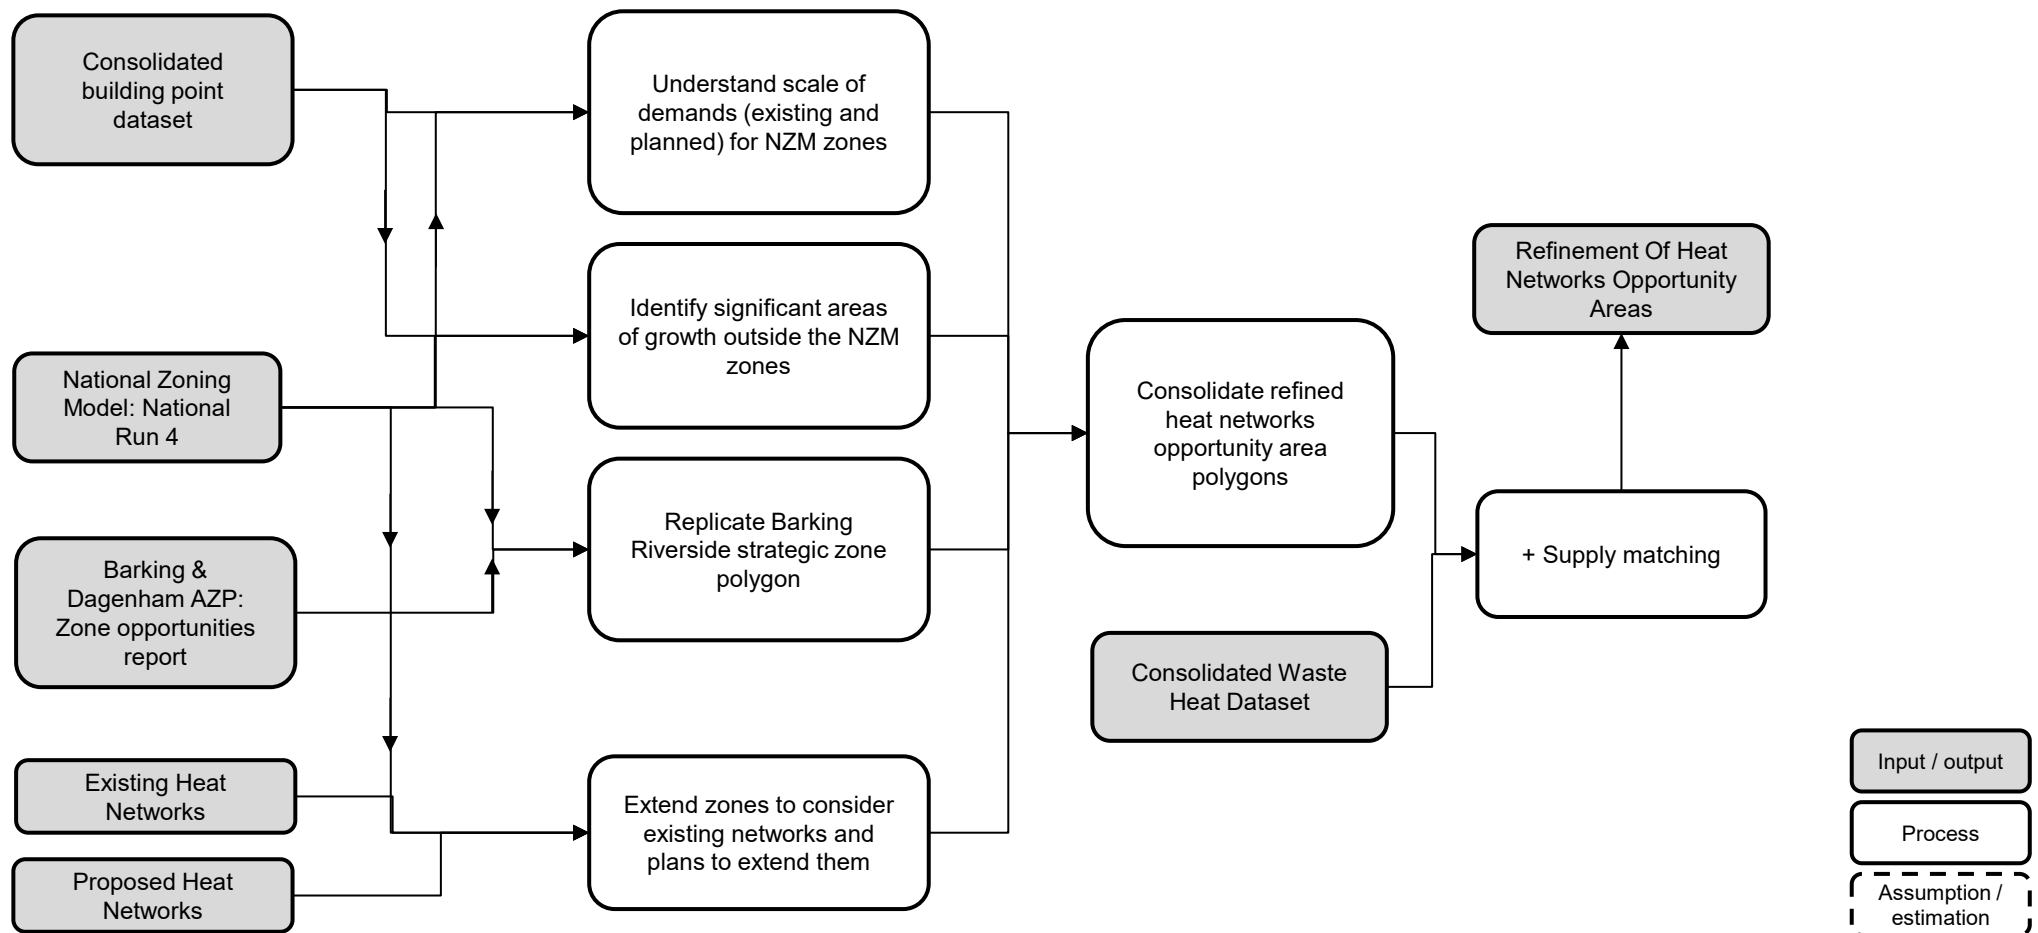 Consolidated
building point
dataset
National Zoning
Model: National
Run 4
Barking &
Dagenham AZP:
Zone opportunities
report
Existing Heat
Networks
Proposed Heat
Networks
Understand scale of
demands (existing and
planned) for NZM zones
Identify significant areas
of growth outside the NZM
zones
Replicate Barking
Riverside strategic zone
polygon
Extend zones to consider
existing networks and
plans to extend them
Consolidate refined
heat networks
opportunity area
polygons
Consolidated Waste
Heat Dataset
Refinement Of Heat
Networks Opportunity
Areas
+ Supply matching
Input / output
Process
Assumption /
estimation